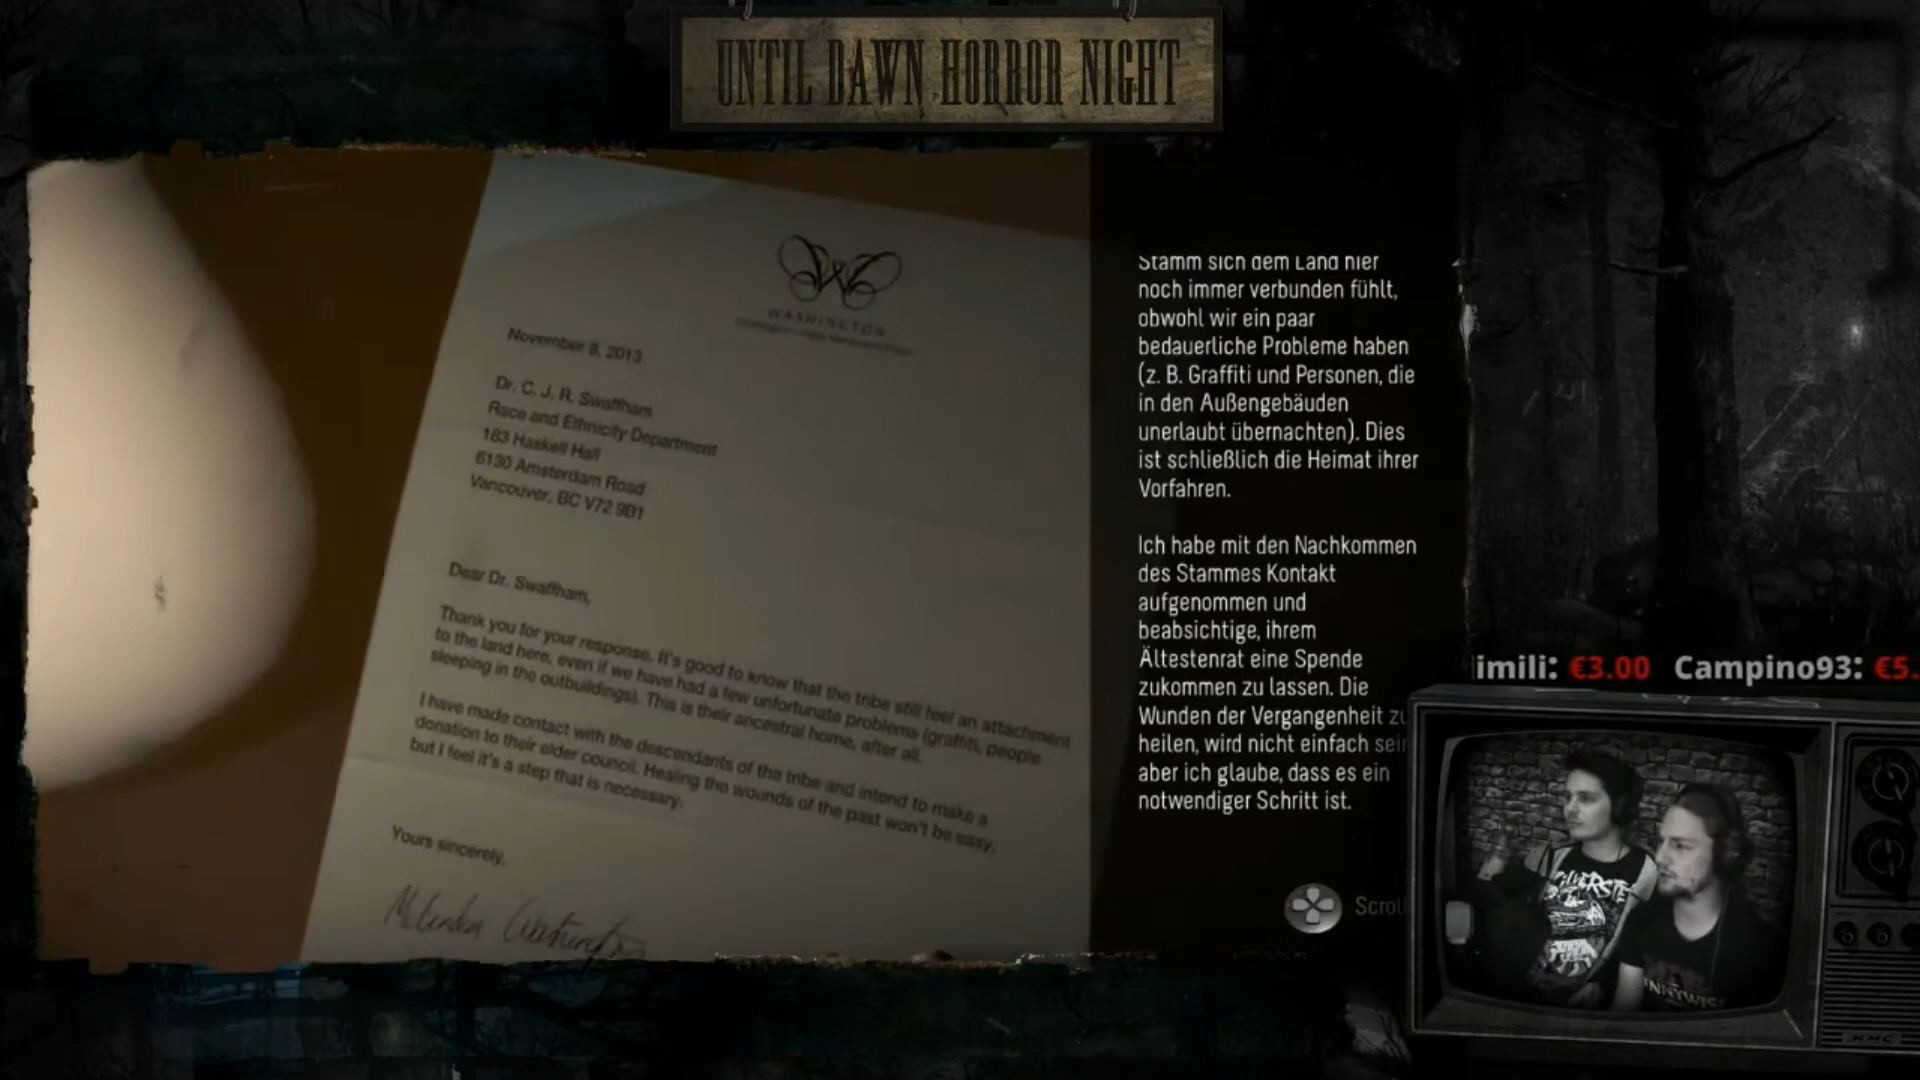 UNTIL DAWN HORROR NIGHT
W
WASHINGTON
November 8, 2013
Dr. C. J. R. Swaffham
Race and Ethnicity Department
183 Haskell Hall
6130 Amsterdam Road
Vancouver, BC V72 9B1
Dear Dr. Swaffham,
Thank you for your response. It's good to know that the tribe still feel an attachment
to the land here, even if we have had a few unfortunate problems (graffiti, people
sleeping in the outbuildings). This is their ancestral home, after all.
I have made contact with the descendants of the tribe and intend to make a
donation to their elder council. Healing the wounds of the past won't be easy,
but I feel it's a step that is necessary.
Yours sincerely,
Stamm sich dem Land hier
noch immer verbunden fühlt,
obwohl wir ein paar
bedauerliche Probleme haben
(z. B. Graffiti und Personen, die
in den Außengebäuden
unerlaubt übernachten). Dies
ist schließlich die Heimat ihrer
Vorfahren.
Ich habe mit den Nachkommen
des Stammes Kontakt
aufgenommen und
beabsichtige, ihrem
Ältestenrat eine Spende
zukommen zu lassen. Die
Wunden der Vergangenheit zu
heilen, wird nicht einfach sein
aber ich glaube, dass es ein
notwendiger Schritt ist.
Scroll
imili: €3.00 Campino93: €5.